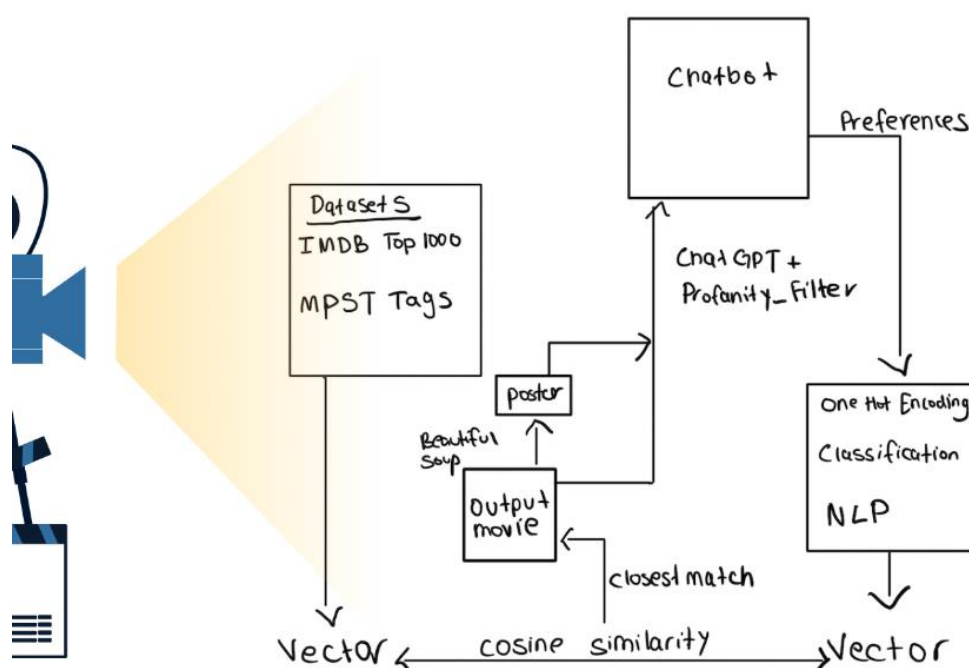 Chatbot
Preferences
Datasets
IMDB Top 1000
MPST Tags
Chat GPT +
Profanity_Filter
poster
Beautiful
soup
Output
movie
One Hot Encoding
Classification
NLP
closest match
Vector
cosine similarity
Vector